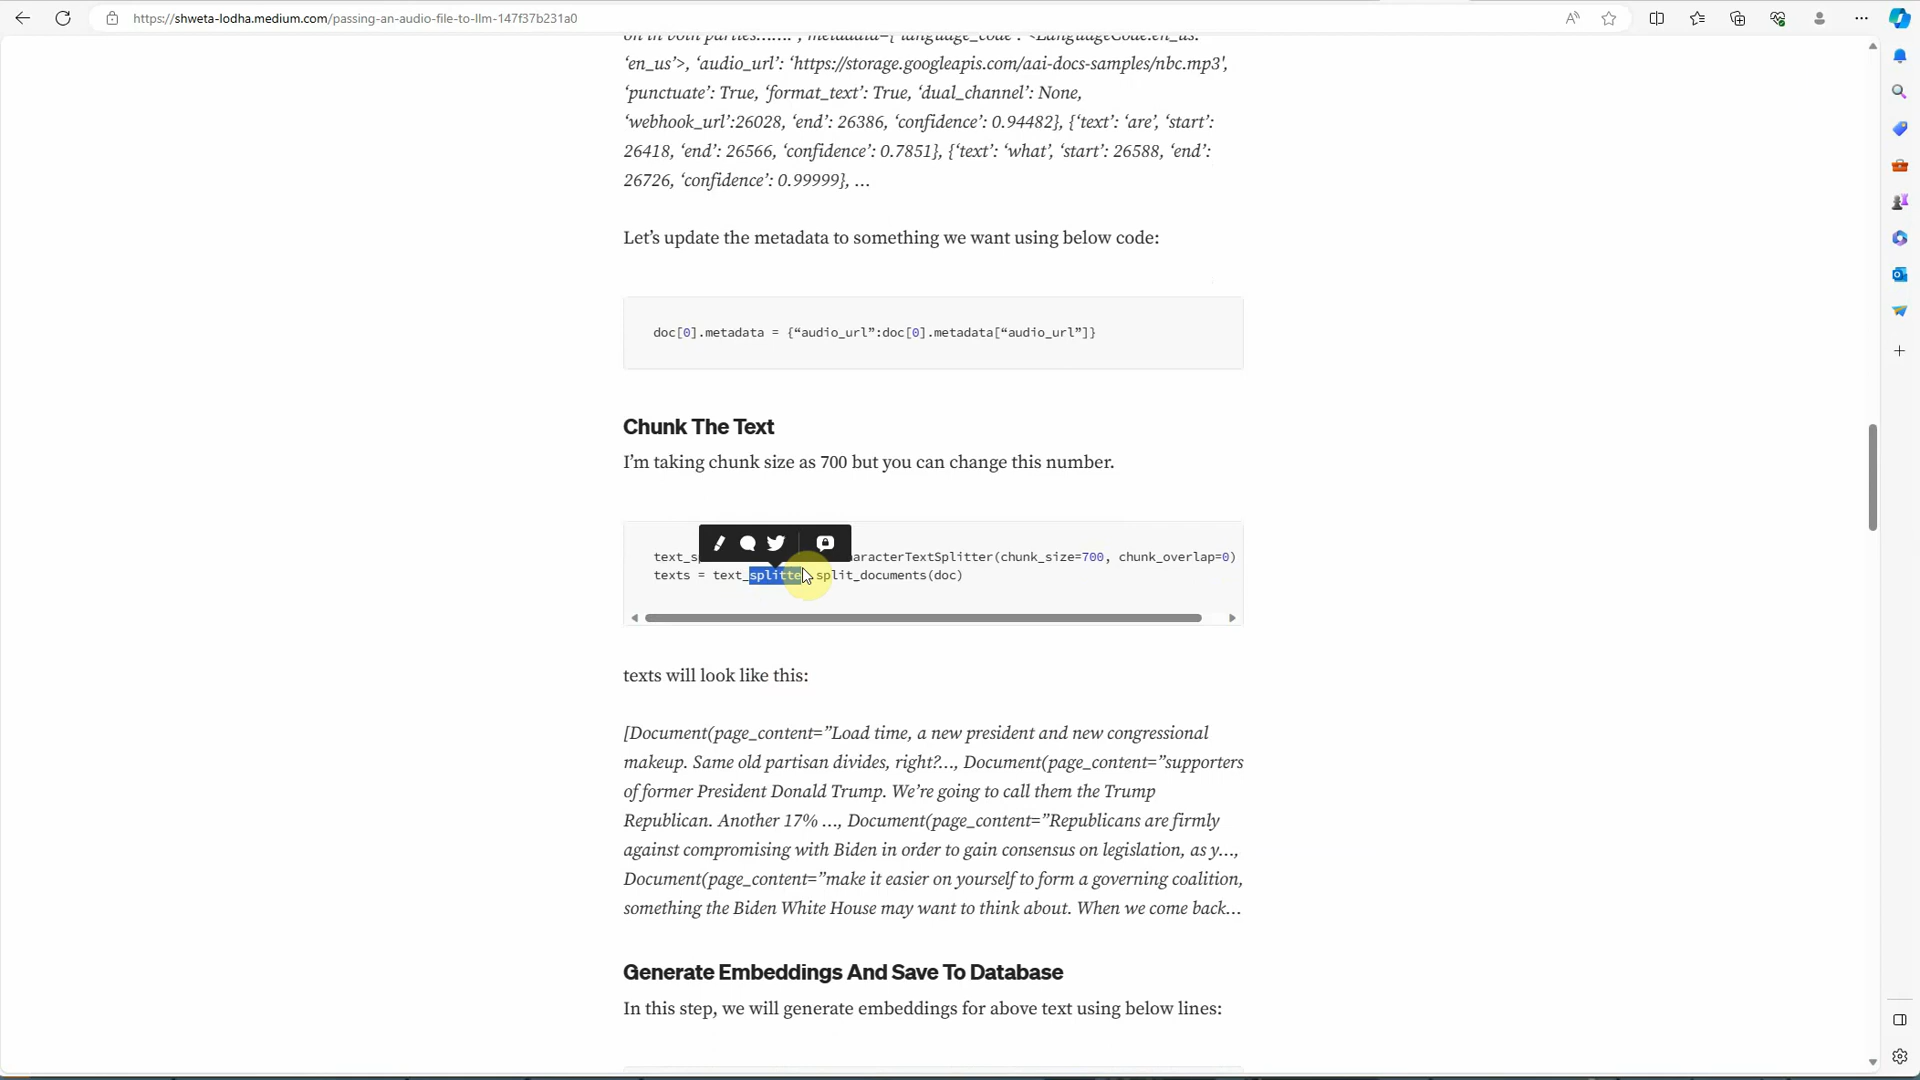 https://shweta-lodha.medium.com/passing-an-audio-file-to-llm-147f37b231a0
on in both parties…….", metadata={'language_code': <LanguageCode.en_us:
‘en_us’>, ‘audio_url’: ‘https://storage.googleapis.com/aai-docs-samples/nbc.mp3',
‘punctuate’: True, ‘format_text’: True, ‘dual_channel’: None,
‘webhook_url’:26028, ‘end’: 26386, ‘confidence’: 0.94482}, {‘text’: ‘are’, ‘start’:
26418, ‘end’: 26566, ‘confidence’: 0.7851}, {‘text’: ‘what’, ‘start’: 26588, ‘end’:
26726, ‘confidence’: 0.99999}, …
Let’s update the metadata to something we want using below code:
doc[0].metadata = {“audio_url”:doc[0].metadata[“audio_url”]}
Chunk The Text
I’m taking chunk size as 700 but you can change this number.
text_s aracterTextSplitter(chunk_size=700, chunk_overlap=0)
texts = text_splitte.split_documents(doc)
texts will look like this:
[Document(page_content=”Load time, a new president and new congressional
makeup. Same old partisan divides, right?…, Document(page_content=”supporters
of former President Donald Trump. We’re going to call them the Trump
Republican. Another 17% …, Document(page_content=”Republicans are firmly
against compromising with Biden in order to gain consensus on legislation, as y…,
Document(page_content=”make it easier on yourself to form a governing coalition,
something the Biden White House may want to think about. When we come back…
Generate Embeddings And Save To Database
In this step, we will generate embeddings for above text using below lines: